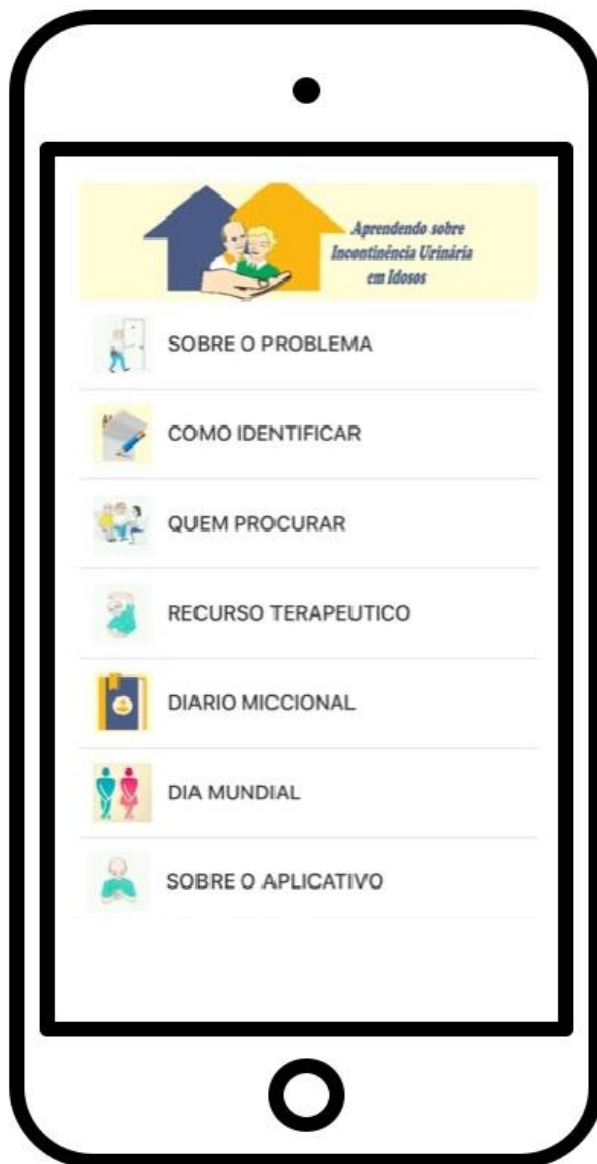 Aprendendo sobre
Incontinência Urinária
em Idosos
SOBRE O PROBLEMA
COMO IDENTIFICAR
QUEM PROCURAR
RECURSO TERAPEUTICO
DIARIO MICCIONAL
DIA MUNDIAL
SOBRE O APLICATIVO